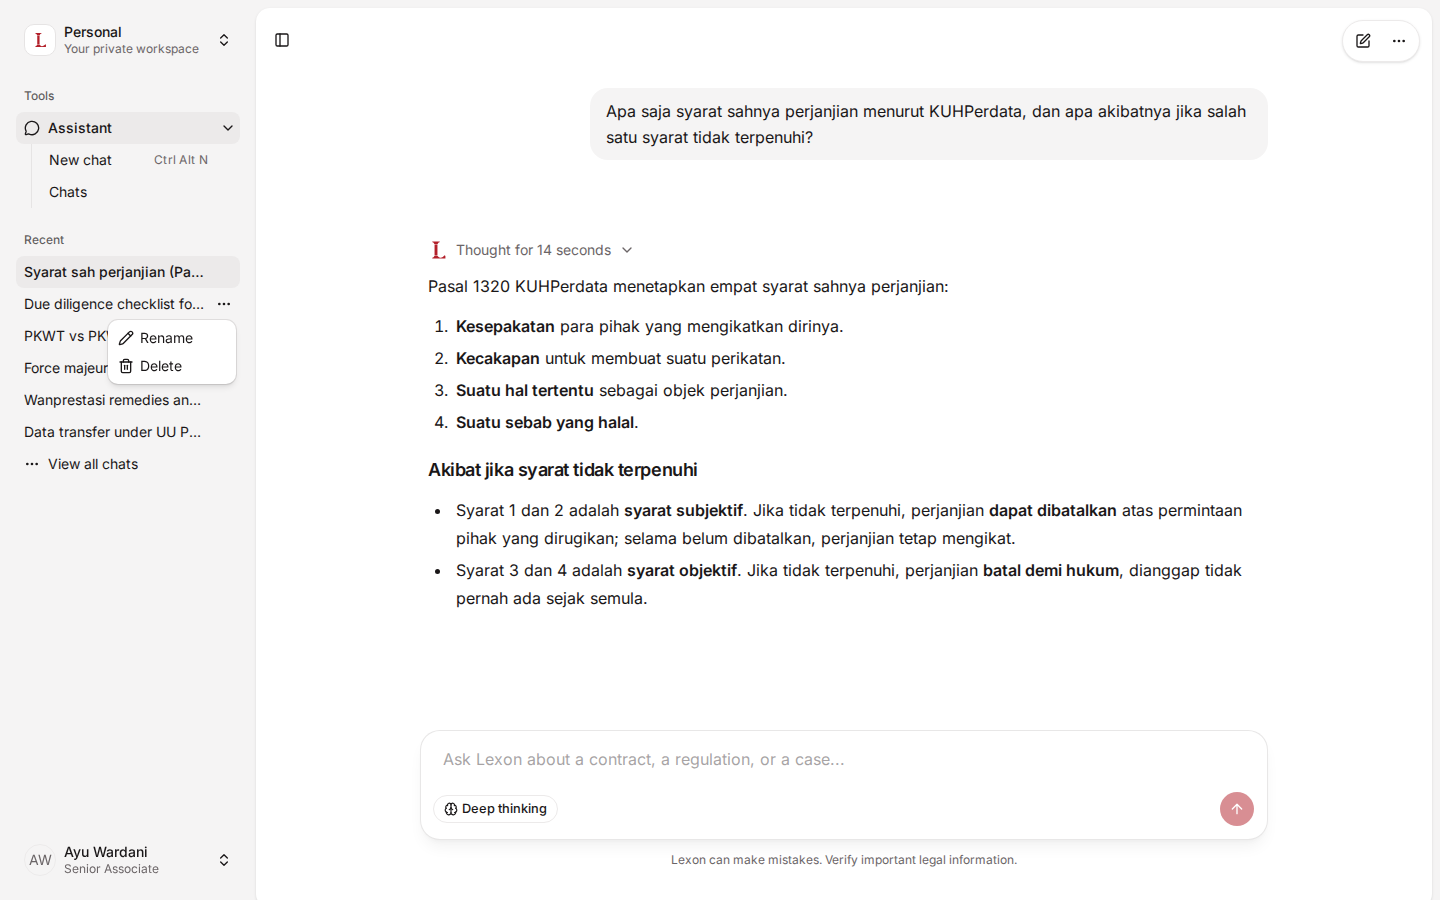 L
Personal
Your private workspace
Tools
Assistant
New chat
Ctrl Alt N
Chats
Recent
Syarat sah perjanjian (Pa...
Due diligence checklist fo...
PKWT vs
Rename
Force
Delete
Wanprestasi remedies an...
Data transfer under UU P...
View all chats
AW
Ayu Wardani
Senior Associate
Apa saja syarat sahnya perjanjian menurut KUHPerdata, dan apa akibatnya jika salah
satu syarat tidak terpenuhi?
L
Thought for 14 seconds
Pasal 1320 KUHPerdata menetapkan empat syarat sahnya perjanjian:
1. Kesepakatan para pihak yang mengikatkan dirinya.
2. Kecakapan untuk membuat suatu perikatan.
3. Suatu hal tertentu sebagai objek perjanjian.
4. Suatu sebab yang halal.
Akibat jika syarat tidak terpenuhi
• Syarat 1 dan 2 adalah syarat subjektif. Jika tidak terpenuhi, perjanjian dapat dibatalkan atas permintaan
pihak yang dirugikan; selama belum dibatalkan, perjanjian tetap mengikat.
• Syarat 3 dan 4 adalah syarat objektif. Jika tidak terpenuhi, perjanjian batal demi hukum, dianggap tidak
pernah ada sejak semula.
Ask Lexon about a contract, a regulation, or a case...
Deep thinking
Lexon can make mistakes. Verify important legal information.